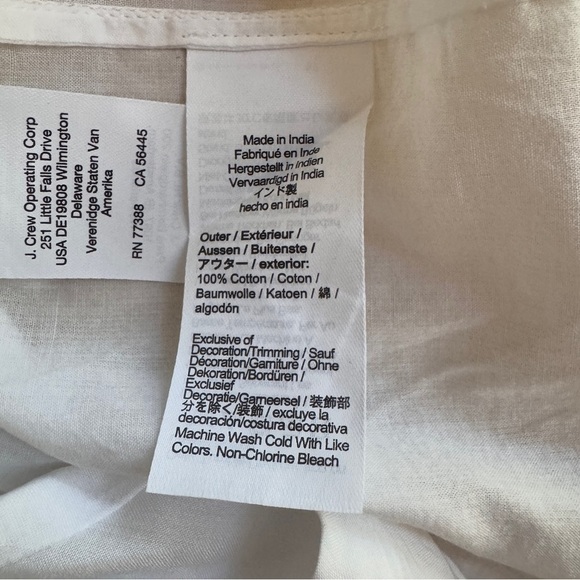 J. Crew Operating Corp
251 Little Falls Drive
USA DE19808 Wilmington
Delaware
Verenidge Staten Van
Amerika
RN 77388 CA 56445
Made in India
Fabriqué en Inde
Hergestellt in Indien
Vervaardigd in India
インド製
hecho en india
Outer / Extérieur /
Aussen / Buitenste /
アウター / exterior:
100% Cotton / Coton /
Baumwolle / Katoen / 綿 /
algodón
Exclusive of
Decoration/Trimming / Sauf
Décoration/Garniture / Ohne
Dekoration/Bordüren /
Exclusief
Decoratie/Garneersel / 装飾部
分を除く/装飾 / excluye la
decoración/costura decorativa
Machine Wash Cold With Like
Colors. Non-Chlorine Bleach